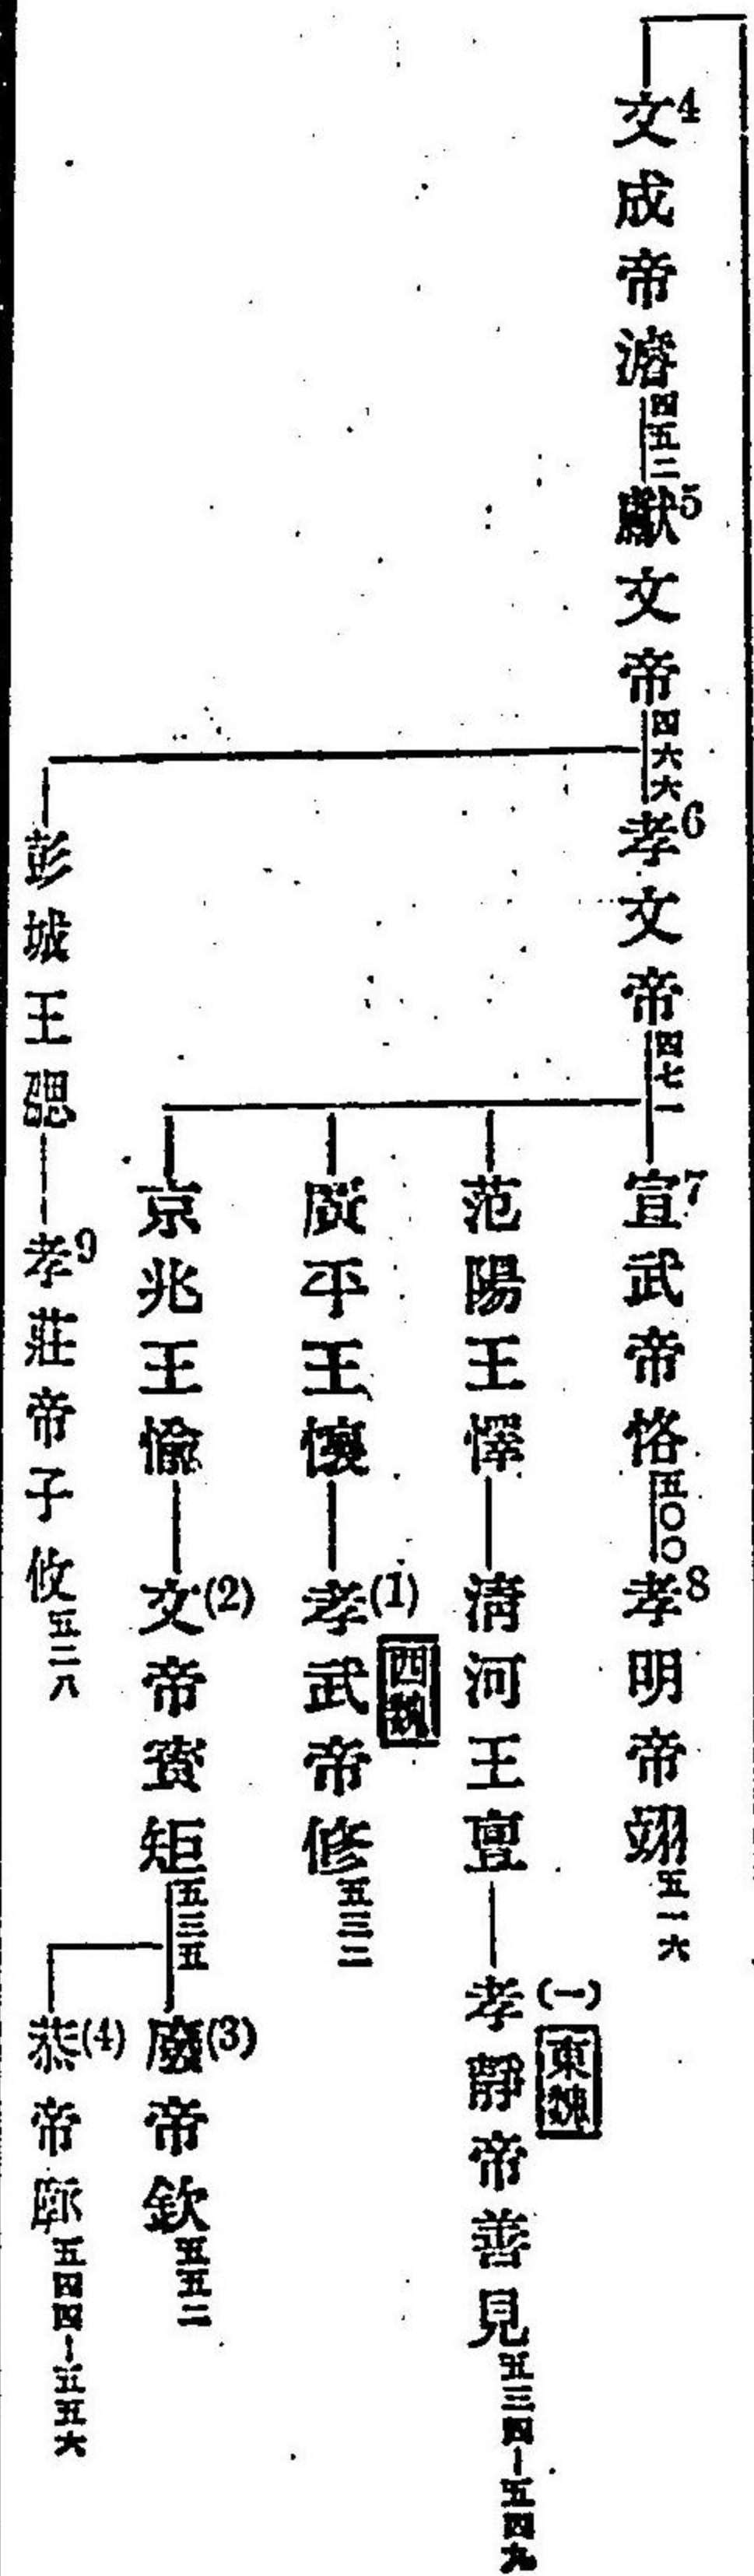 4文成帝濬四五二
5獻文帝四六六
6孝文帝四七一
7宣武帝恪五〇〇
8孝明帝翊五一六
范陽王懌
清河王亶
(一)孝靜帝善見五三四—五四九
東魏
廣平王懷
(1)孝武帝修五三二
西魏
京兆王愉
(2)文帝寶矩五三五
(3)廢帝欽五五二
(4)恭帝廓五四四—五五六
彭城王勰
9孝莊帝子攸五二八